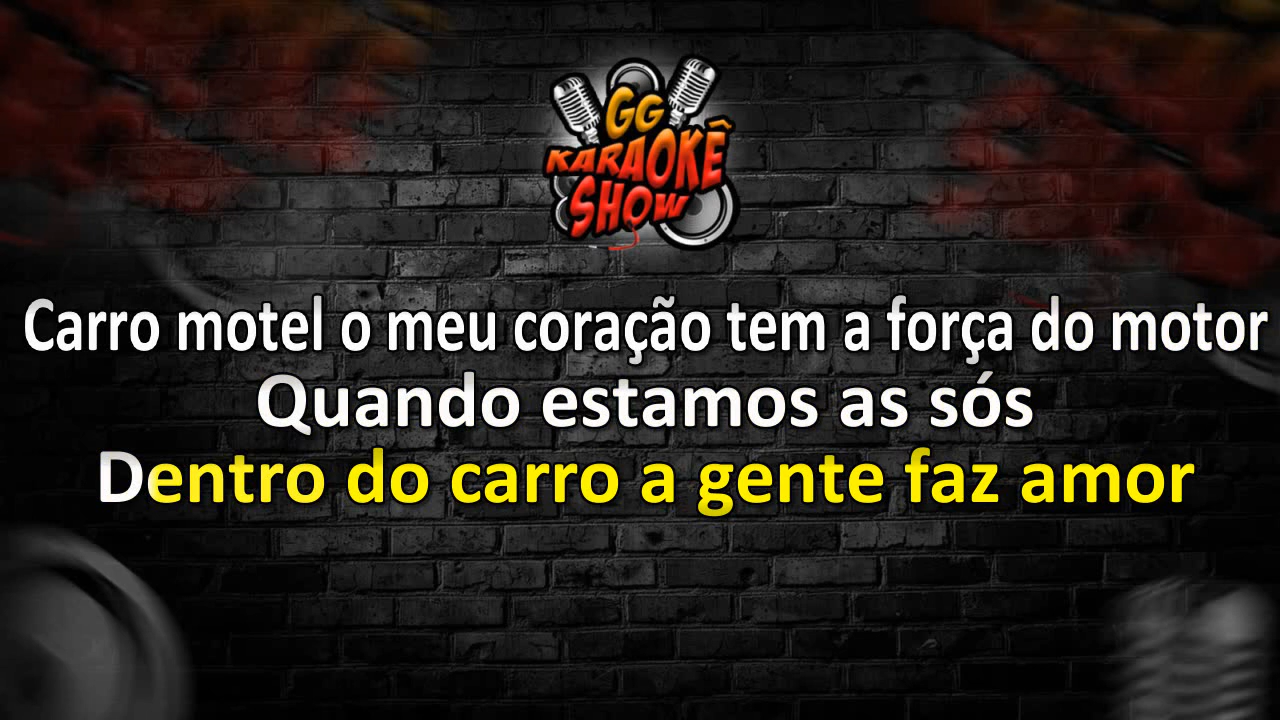 GG
KARAOKÊ
SHOW
Carro motel o meu coração tem a força do motor
Quando estamos as sós
Dentro do carro a gente faz amor